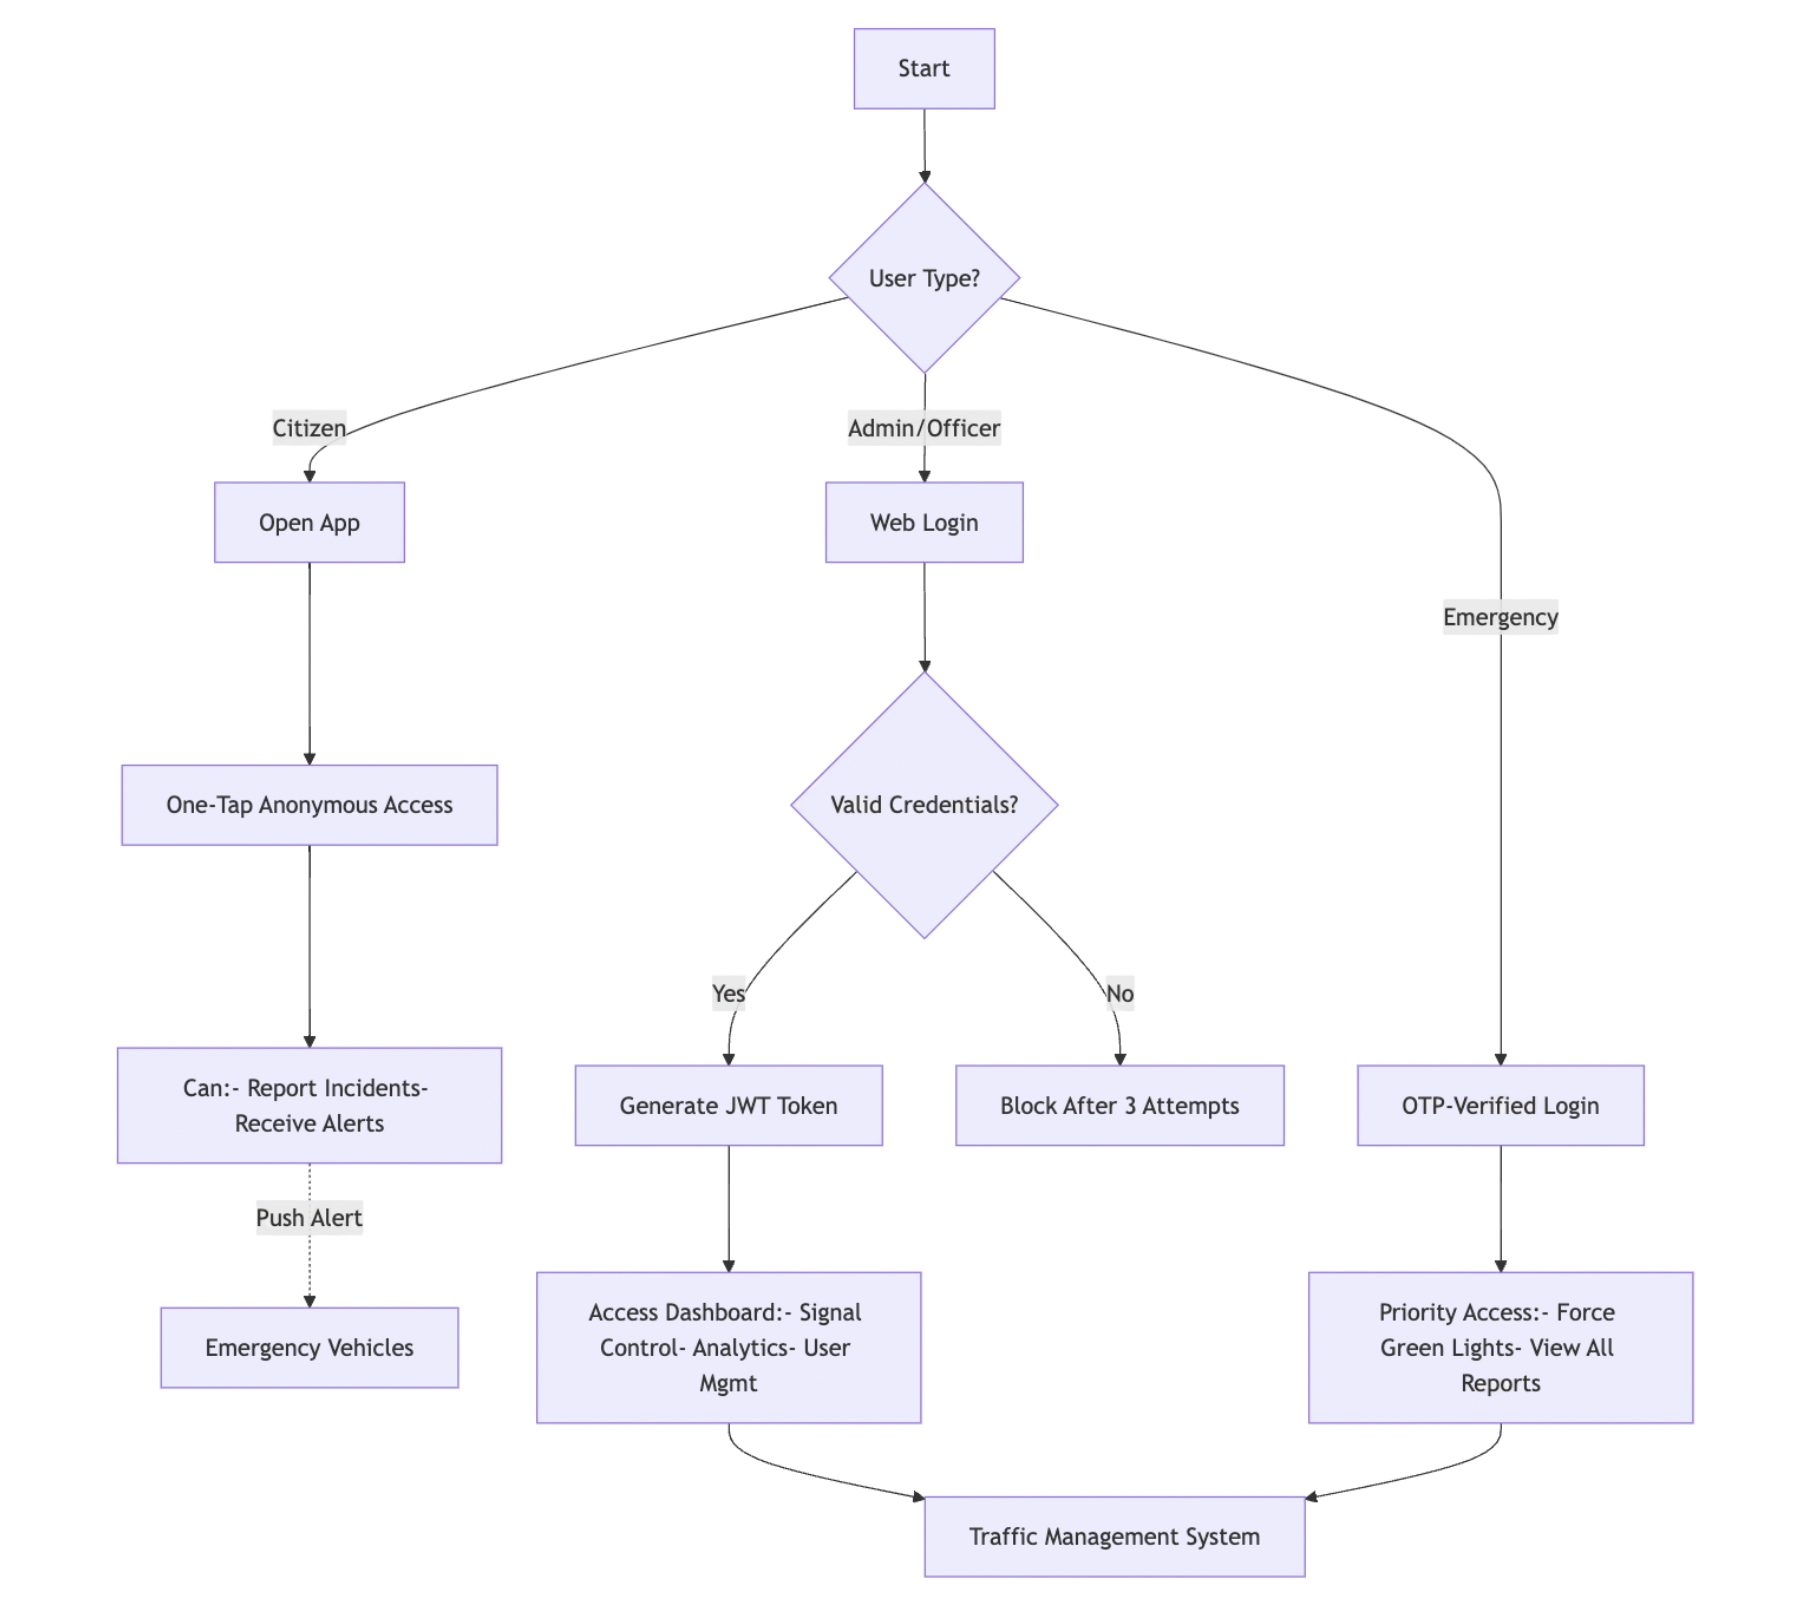 Start
User Type?
Citizen
Admin/Officer
Open App
Web Login
Emergency
One-Tap Anonymous Access
Valid Credentials?
Yes
No
Can:- Report Incidents-
Receive Alerts
Generate JWT Token
Block After 3 Attempts
OTP-Verified Login
Push Alert
Emergency Vehicles
Access Dashboard:- Signal
Control- Analytics- User
Mgmt
Priority Access:- Force
Green Lights- View All
Reports
Traffic Management System